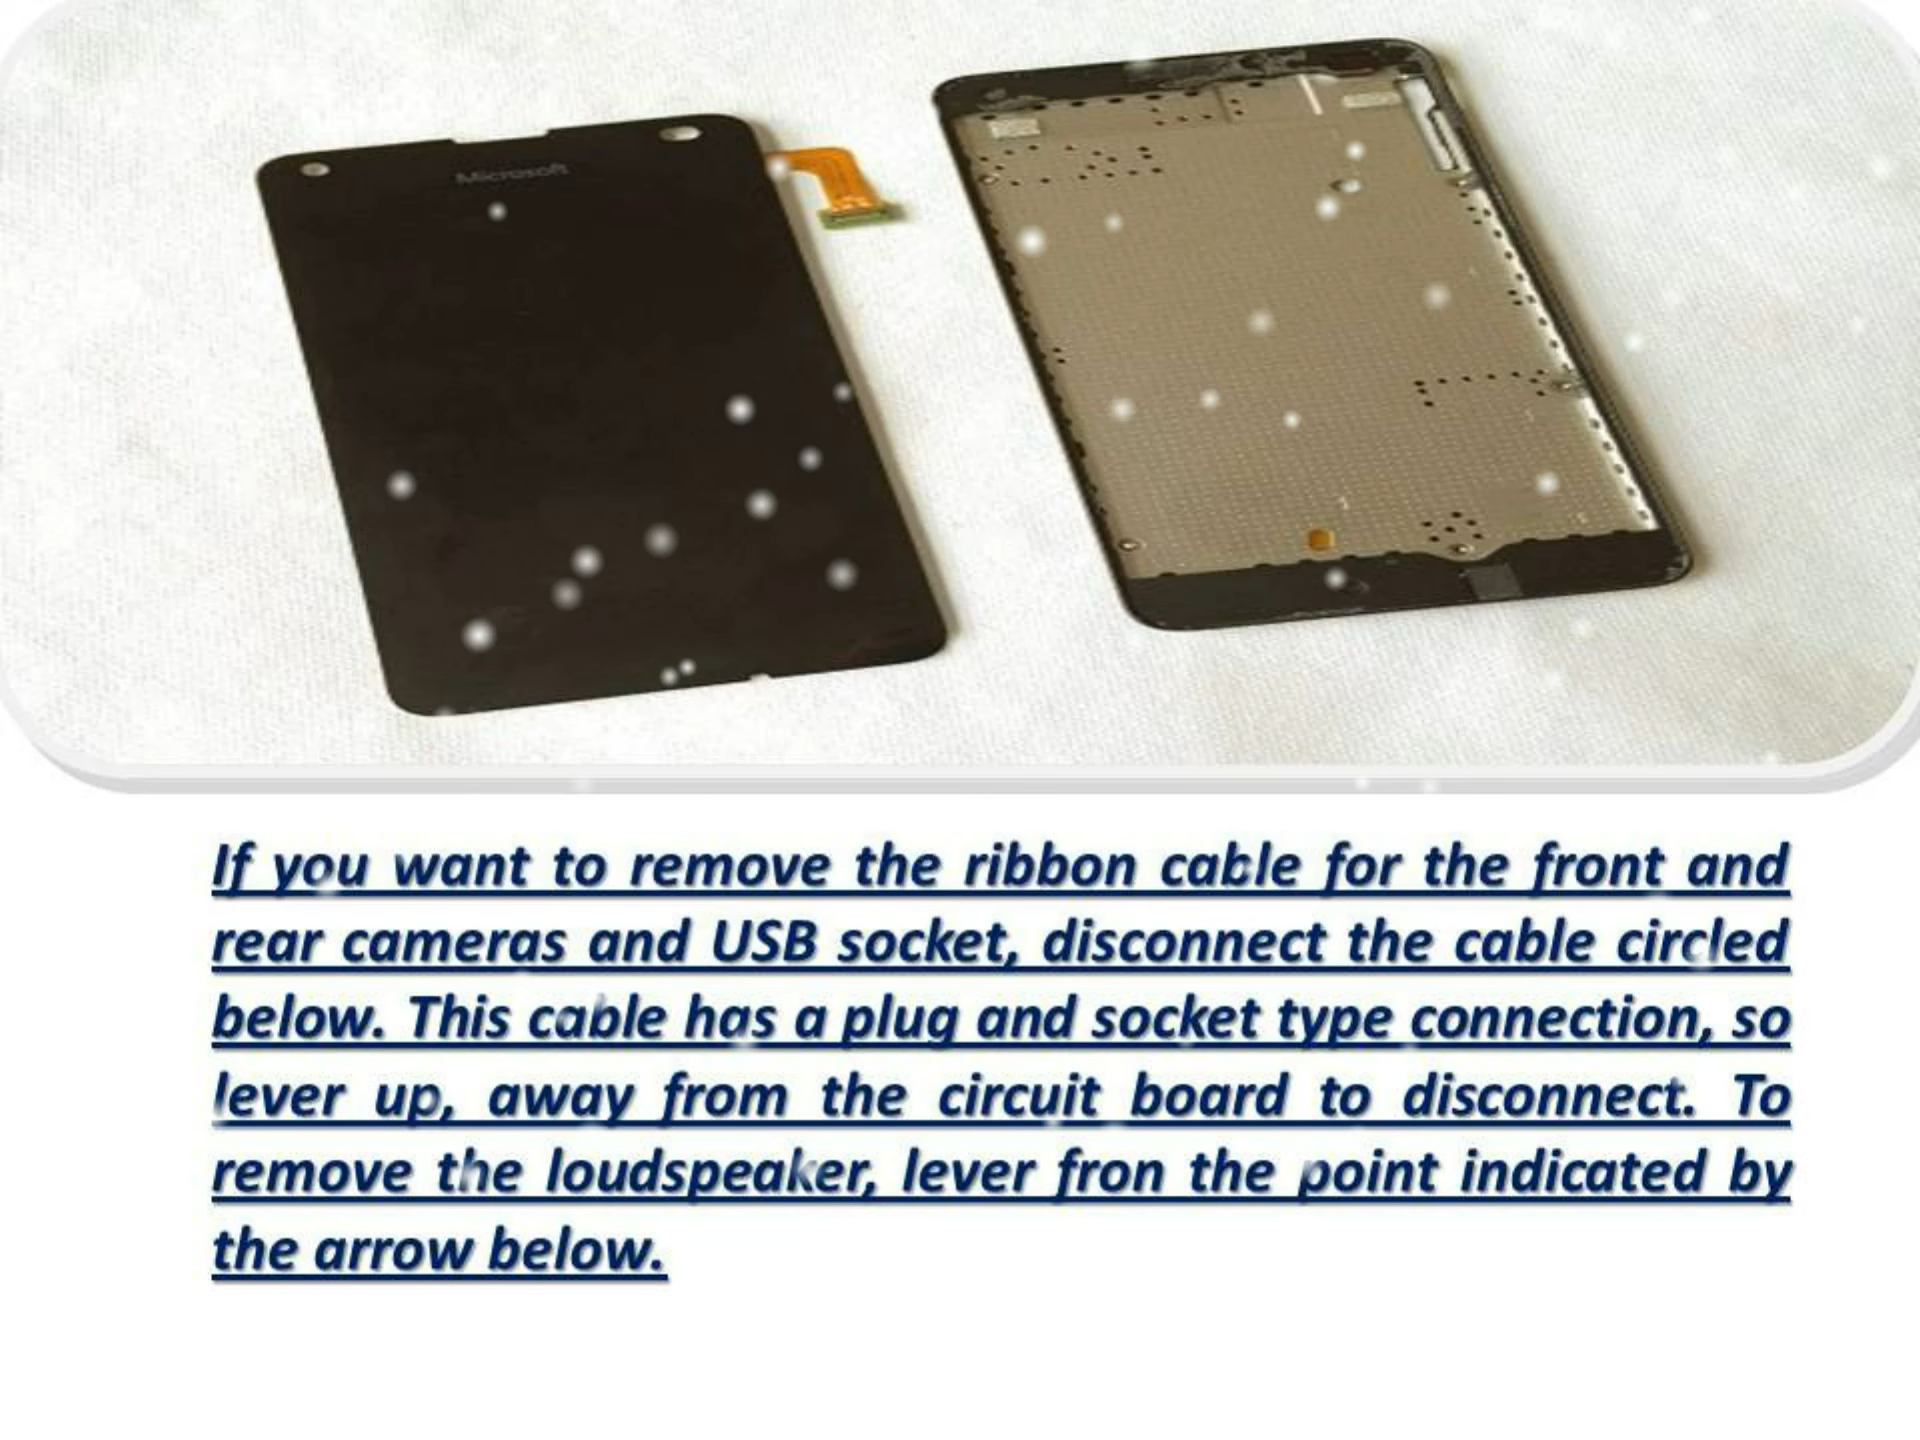 Microsoft
If you want to remove the ribbon cable for the front and
rear cameras and USB socket, disconnect the cable circled
below. This cable has a plug and socket type connection, so
lever up, away from the circuit board to disconnect. To
remove the loudspeaker, lever fron the point indicated by
the arrow below.